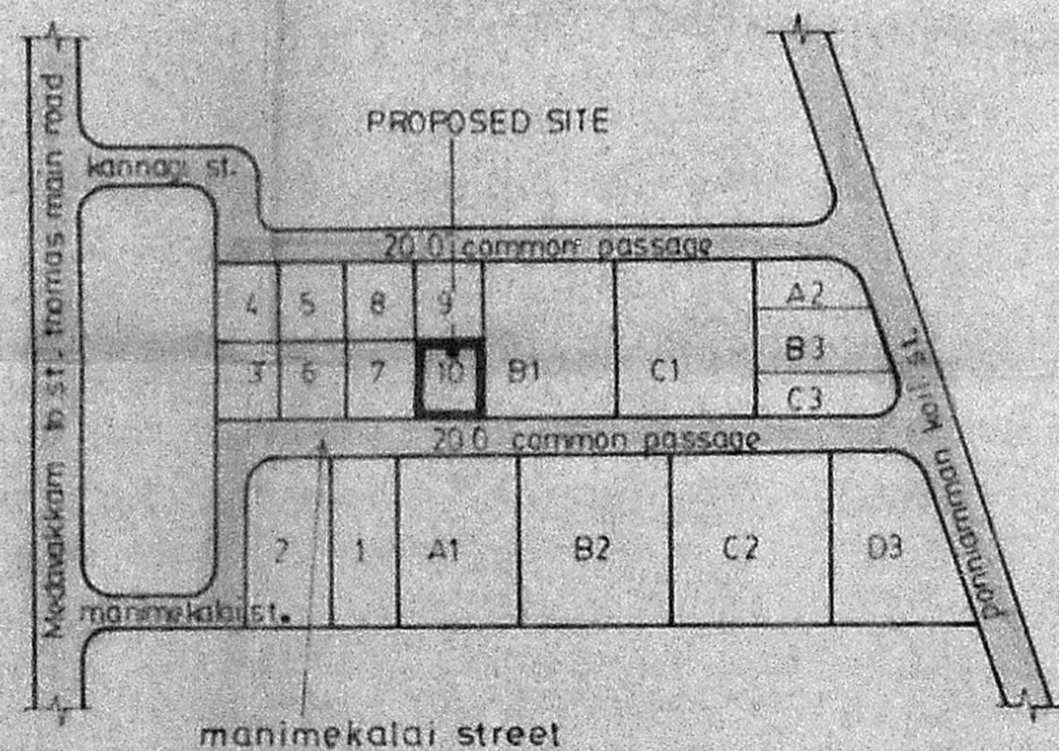 PROPOSED SITE
Medavakkam to st. thomas main road
kannagi st.
20.0 common passage
4
5
8
9
A2
B3
C3
3
6
7
10
B1
C1
ponniamman koil st.
20.0 common passage
2
1
A1
B2
C2
D3
manimekalai st.
manimekalai street